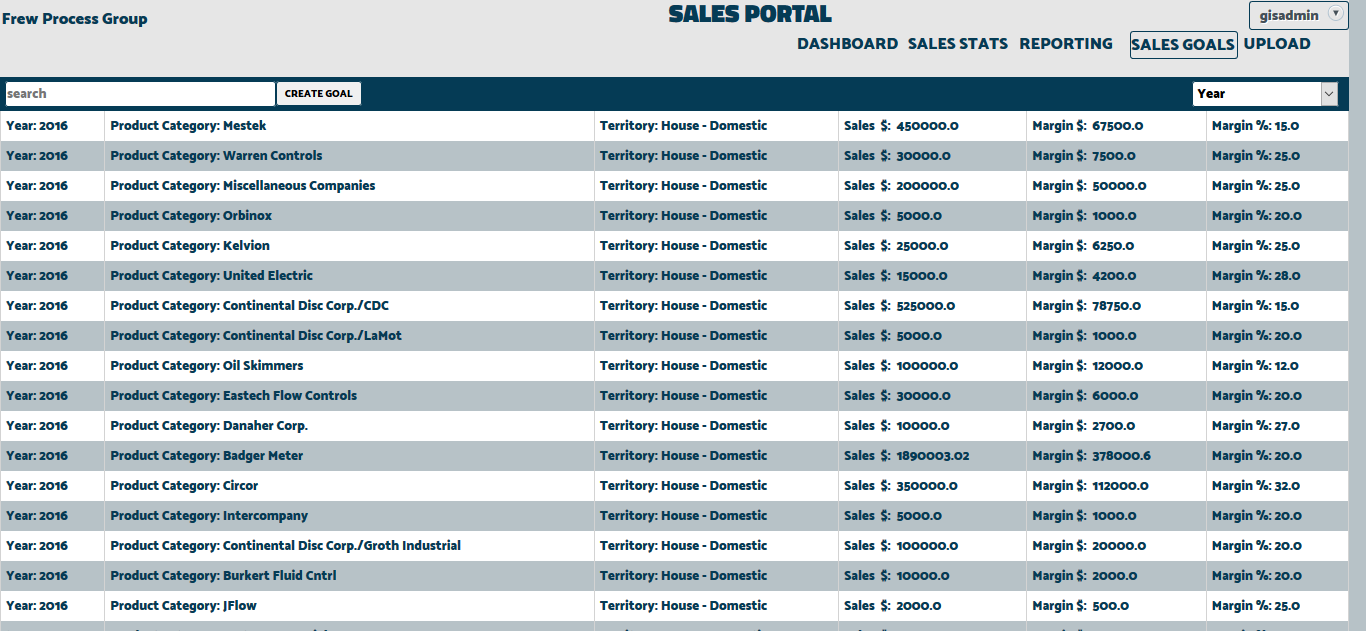 Frew Process Group
SALES PORTAL
gisadmin
DASHBOARD SALES STATS REPORTING SALES GOALS UPLOAD
search CREATE GOAL Year
Year: 2016 Product Category: Mestek Territory: House - Domestic Sales $: 450000.0 Margin $: 67500.0 Margin %: 15.0
Year: 2016 Product Category: Warren Controls Territory: House - Domestic Sales $: 30000.0 Margin $: 7500.0 Margin %: 25.0
Year: 2016 Product Category: Miscellaneous Companies Territory: House - Domestic Sales $: 200000.0 Margin $: 50000.0 Margin %: 25.0
Year: 2016 Product Category: Orbinox Territory: House - Domestic Sales $: 5000.0 Margin $: 1000.0 Margin %: 20.0
Year: 2016 Product Category: Kelvion Territory: House - Domestic Sales $: 25000.0 Margin $: 6250.0 Margin %: 25.0
Year: 2016 Product Category: United Electric Territory: House - Domestic Sales $: 15000.0 Margin $: 4200.0 Margin %: 28.0
Year: 2016 Product Category: Continental Disc Corp./CDC Territory: House - Domestic Sales $: 525000.0 Margin $: 78750.0 Margin %: 15.0
Year: 2016 Product Category: Continental Disc Corp./LaMot Territory: House - Domestic Sales $: 5000.0 Margin $: 1000.0 Margin %: 20.0
Year: 2016 Product Category: Oil Skimmers Territory: House - Domestic Sales $: 100000.0 Margin $: 12000.0 Margin %: 12.0
Year: 2016 Product Category: Eastech Flow Controls Territory: House - Domestic Sales $: 30000.0 Margin $: 6000.0 Margin %: 20.0
Year: 2016 Product Category: Danaher Corp. Territory: House - Domestic Sales $: 10000.0 Margin $: 2700.0 Margin %: 27.0
Year: 2016 Product Category: Badger Meter Territory: House - Domestic Sales $: 1890003.02 Margin $: 378000.6 Margin %: 20.0
Year: 2016 Product Category: Circor Territory: House - Domestic Sales $: 350000.0 Margin $: 112000.0 Margin %: 32.0
Year: 2016 Product Category: Intercompany Territory: House - Domestic Sales $: 5000.0 Margin $: 1000.0 Margin %: 20.0
Year: 2016 Product Category: Continental Disc Corp./Groth Industrial Territory: House - Domestic Sales $: 100000.0 Margin $: 20000.0 Margin %: 20.0
Year: 2016 Product Category: Burkert Fluid Cntrl Territory: House - Domestic Sales $: 10000.0 Margin $: 2000.0 Margin %: 20.0
Year: 2016 Product Category: JFlow Territory: House - Domestic Sales $: 2000.0 Margin $: 500.0 Margin %: 25.0